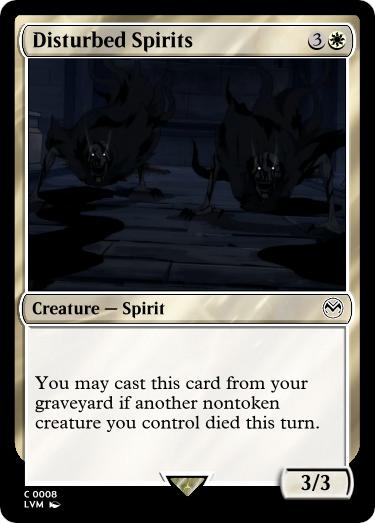 Disturbed Spirits 3
Creature — Spirit
You may cast this card from your
graveyard if another nontoken
creature you control died this turn.
3/3
C 0008
LVM